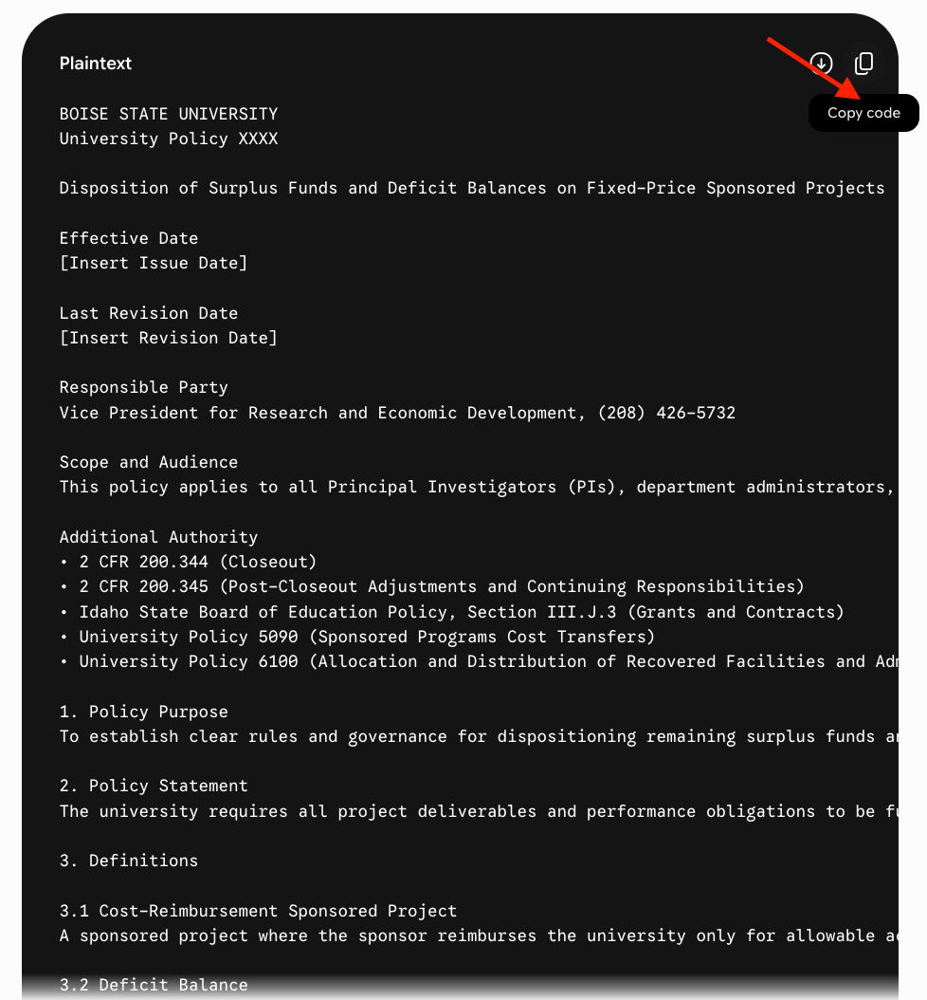 Plaintext
Copy code
BOISE STATE UNIVERSITY
University Policy XXXX
Disposition of Surplus Funds and Deficit Balances on Fixed-Price Sponsored Projects
Effective Date
[Insert Issue Date]
Last Revision Date
[Insert Revision Date]
Responsible Party
Vice President for Research and Economic Development, (208) 426-5732
Scope and Audience
This policy applies to all Principal Investigators (PIs), department administrators,
Additional Authority
• 2 CFR 200.344 (Closeout)
• 2 CFR 200.345 (Post-Closeout Adjustments and Continuing Responsibilities)
• Idaho State Board of Education Policy, Section III.J.3 (Grants and Contracts)
• University Policy 5090 (Sponsored Programs Cost Transfers)
• University Policy 6100 (Allocation and Distribution of Recovered Facilities and
1. Policy Purpose
To establish clear rules and governance for dispositioning remaining surplus funds
2. Policy Statement
The university requires all project deliverables and performance obligations to be
3. Definitions
3.1 Cost-Reimbursement Sponsored Project
A sponsored project where the sponsor reimburses the university only for allowable
3.2 Deficit Balance